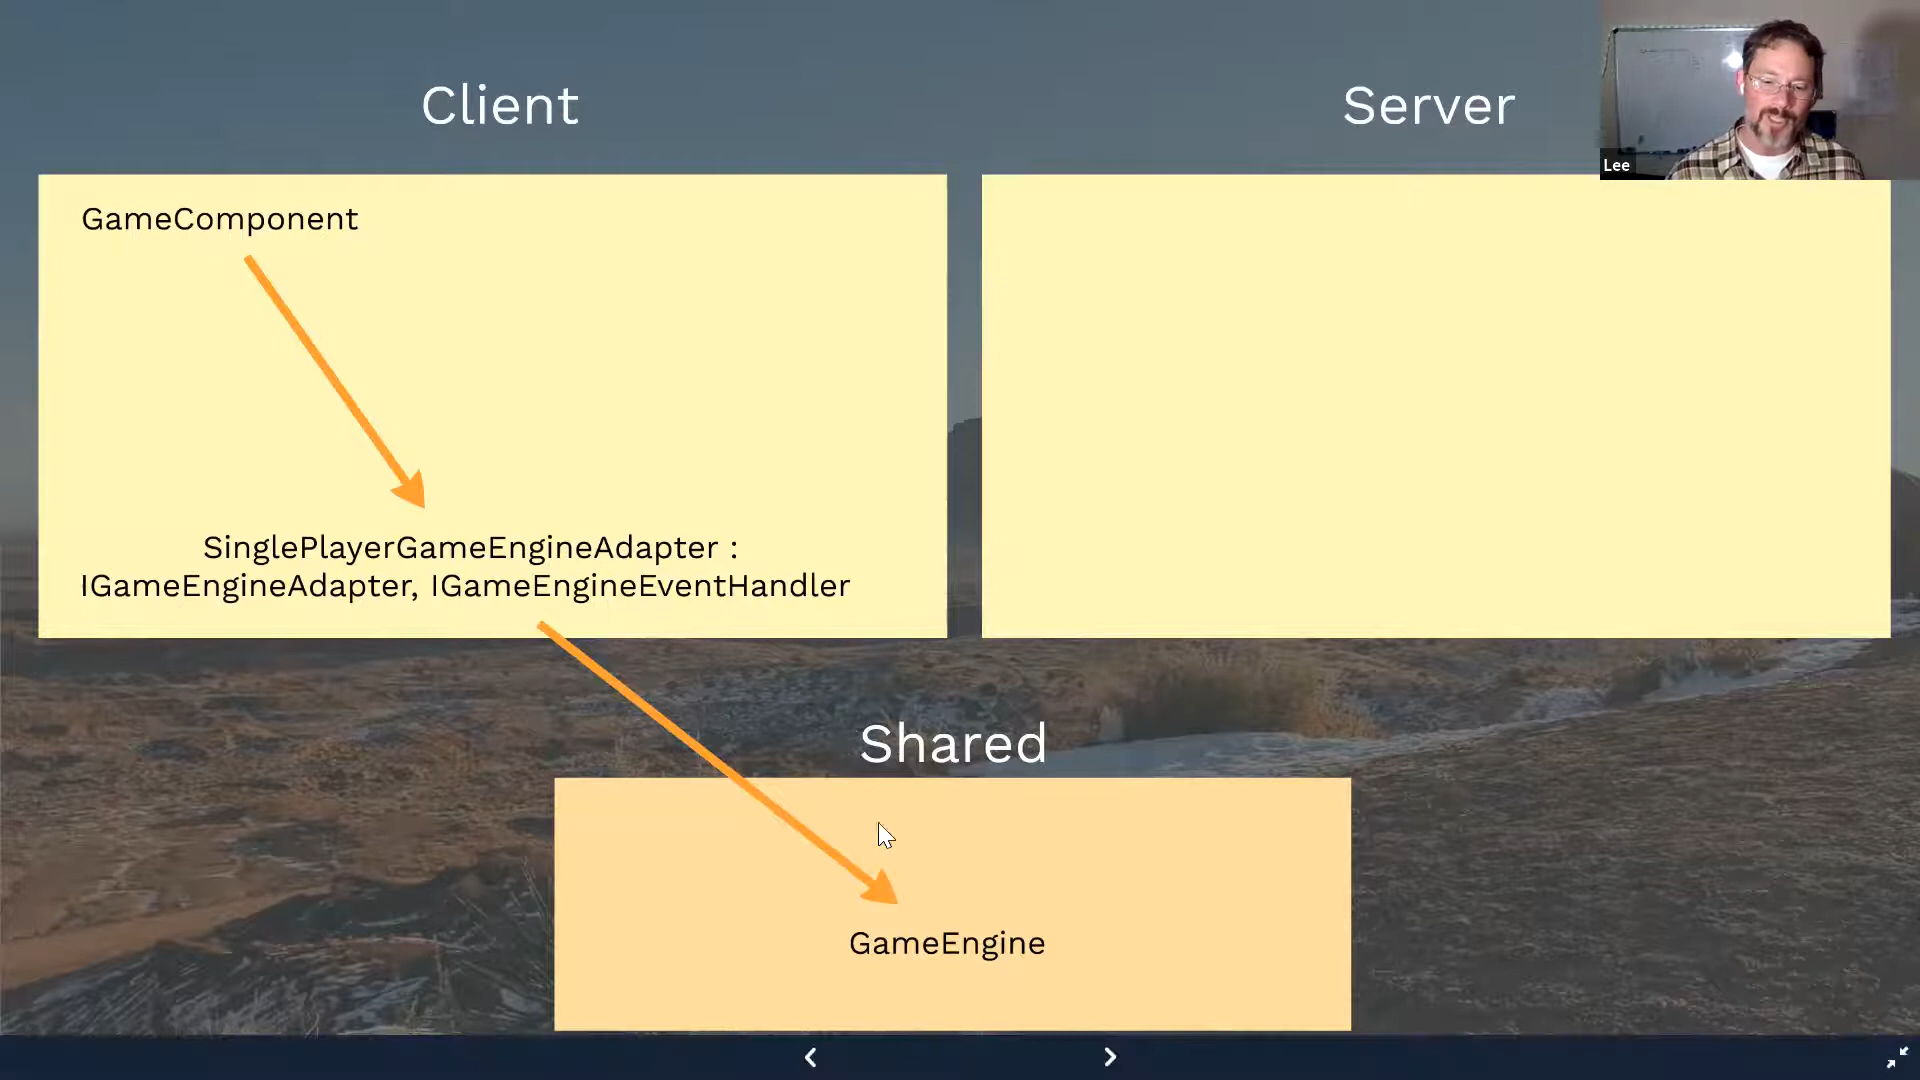 Client
Server
Lee
GameComponent
SinglePlayerGameEngineAdapter :
IGameEngineAdapter, IGameEngineEventHandler
Shared
GameEngine